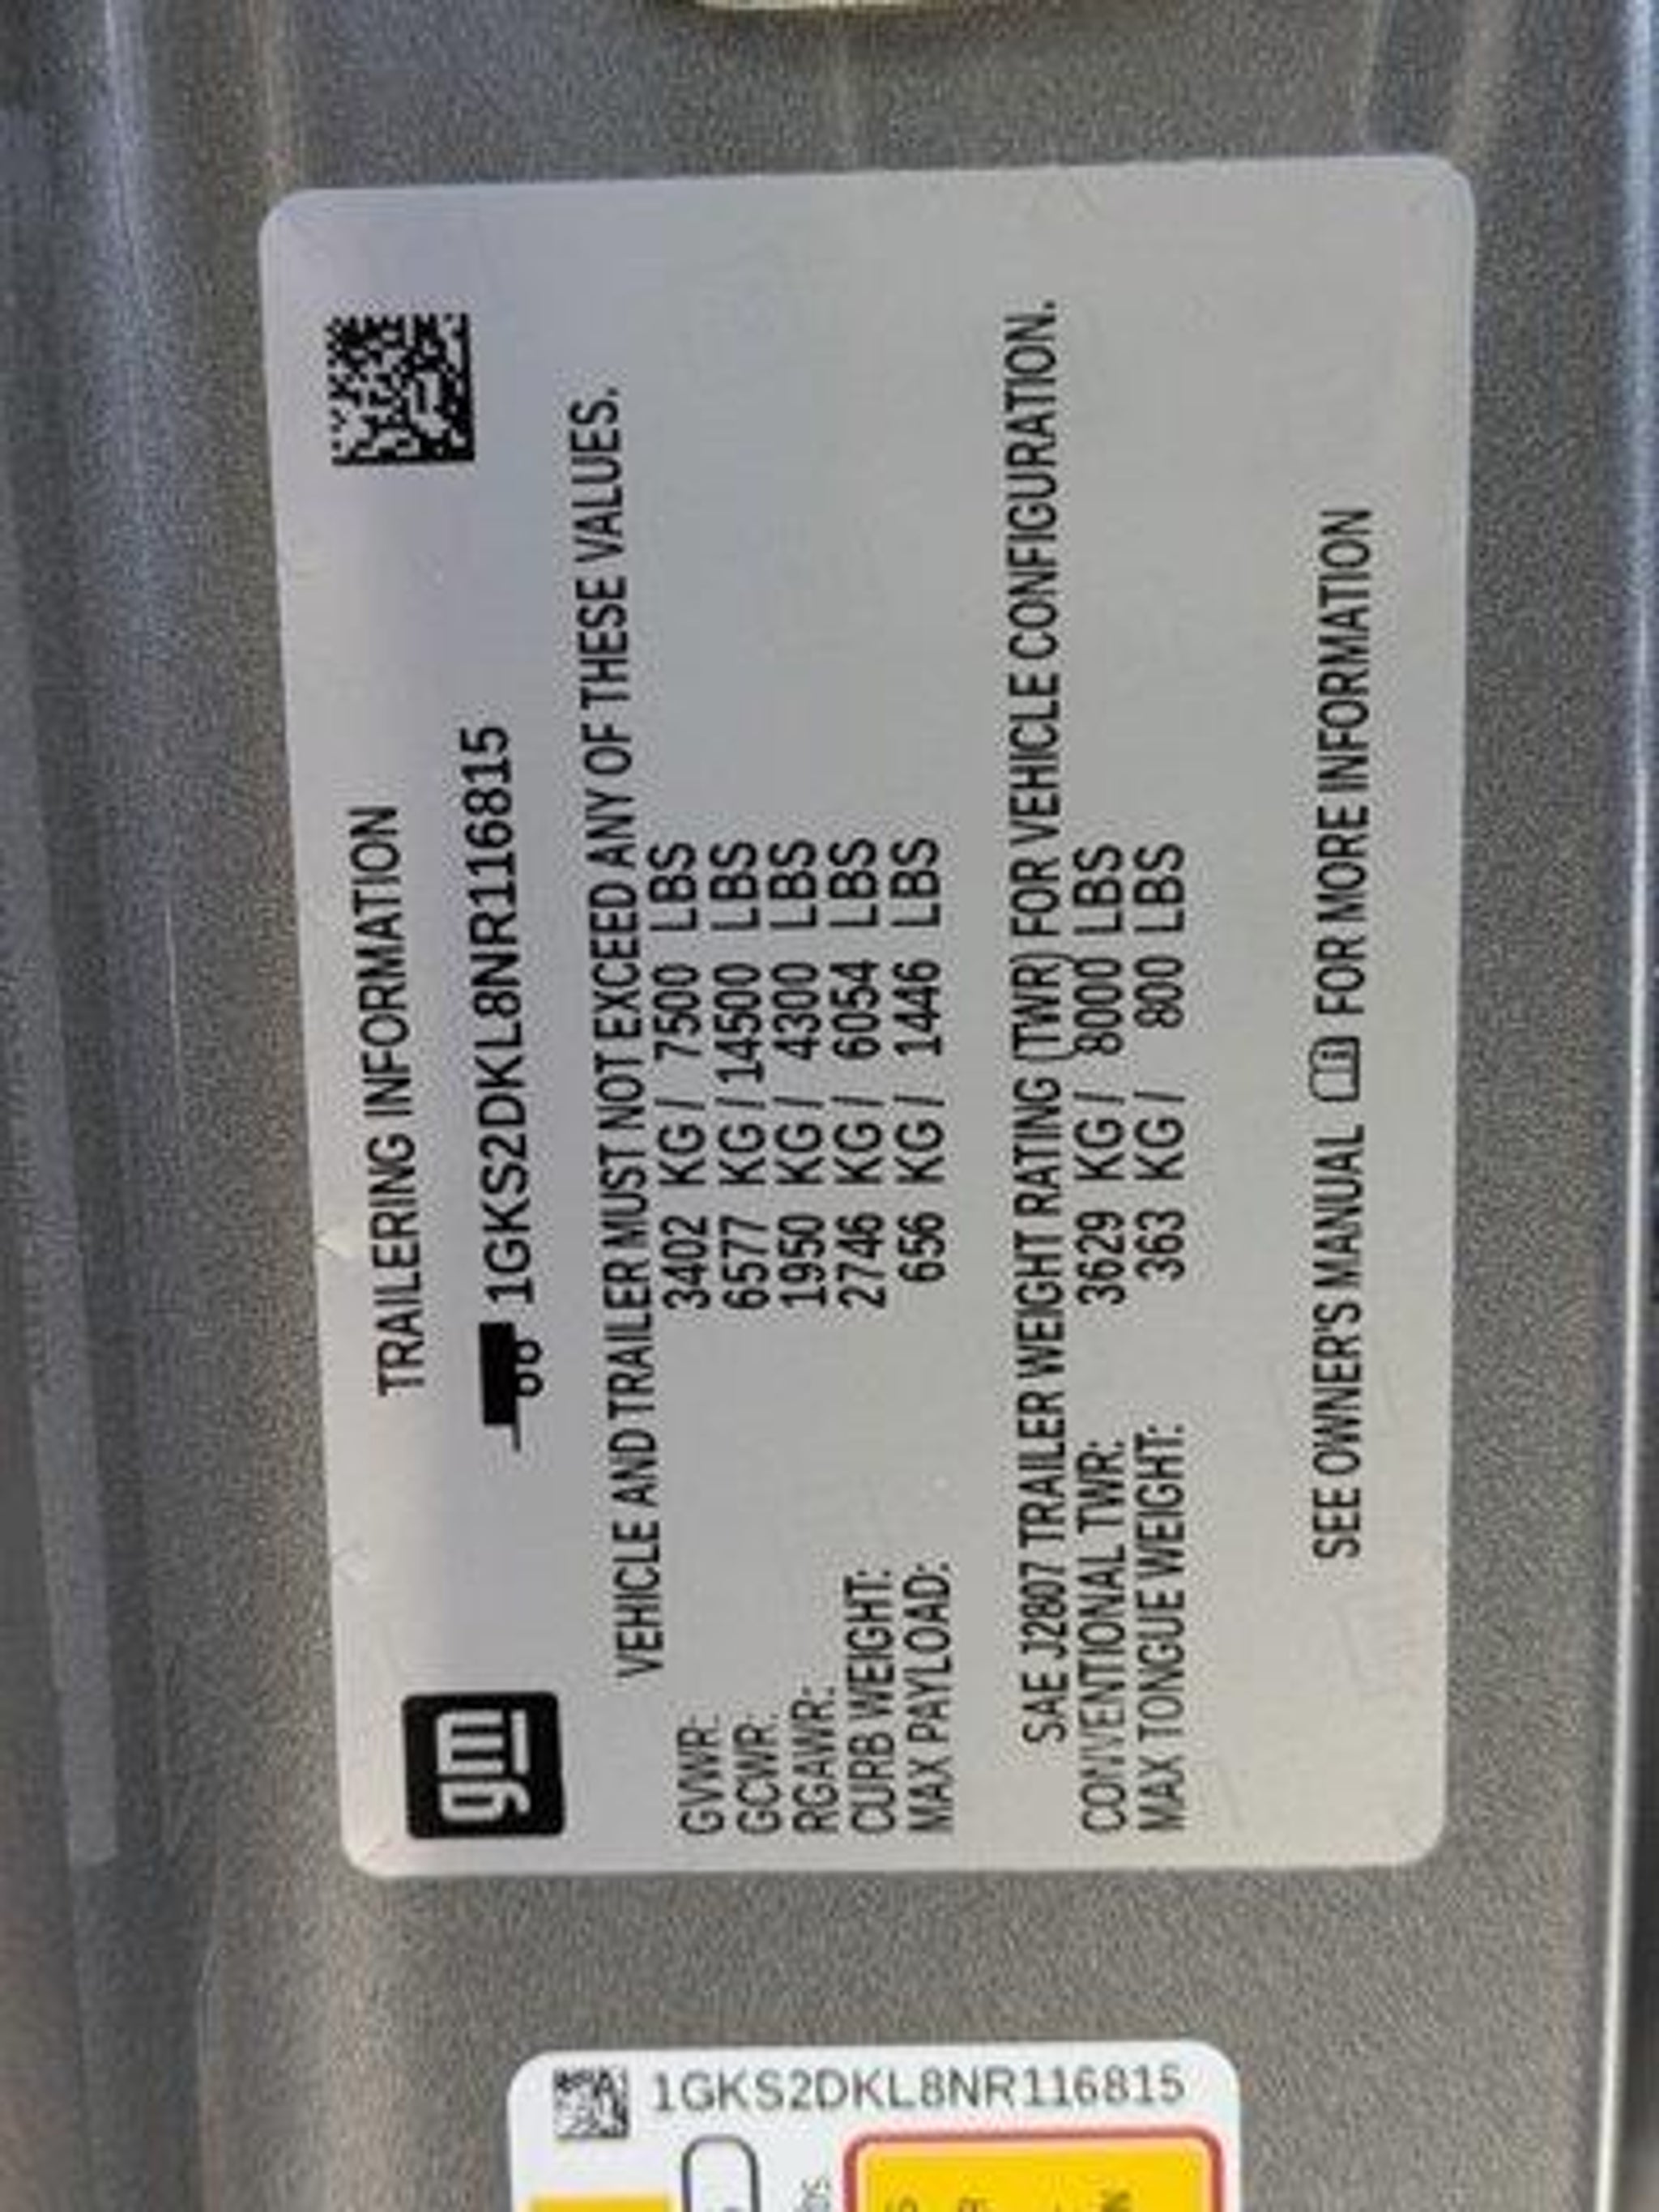 gm
TRAILERING INFORMATION
1GKS2DKL8NR116815
VEHICLE AND TRAILER MUST NOT EXCEED ANY OF THESE VALUES.
GVWR: 3402 KG / 7500 LBS
GCWR: 6577 KG / 14500 LBS
RGAWR: 1950 KG / 4300 LBS
CURB WEIGHT: 2746 KG / 6054 LBS
MAX PAYLOAD: 656 KG / 1446 LBS
SAE J2807 TRAILER WEIGHT RATING (TWR) FOR VEHICLE CONFIGURATION.
CONVENTIONAL TWR: 3629 KG / 8000 LBS
MAX TONGUE WEIGHT: 363 KG / 800 LBS
SEE OWNER'S MANUAL FOR MORE INFORMATION
1GKS2DKL8NR116815